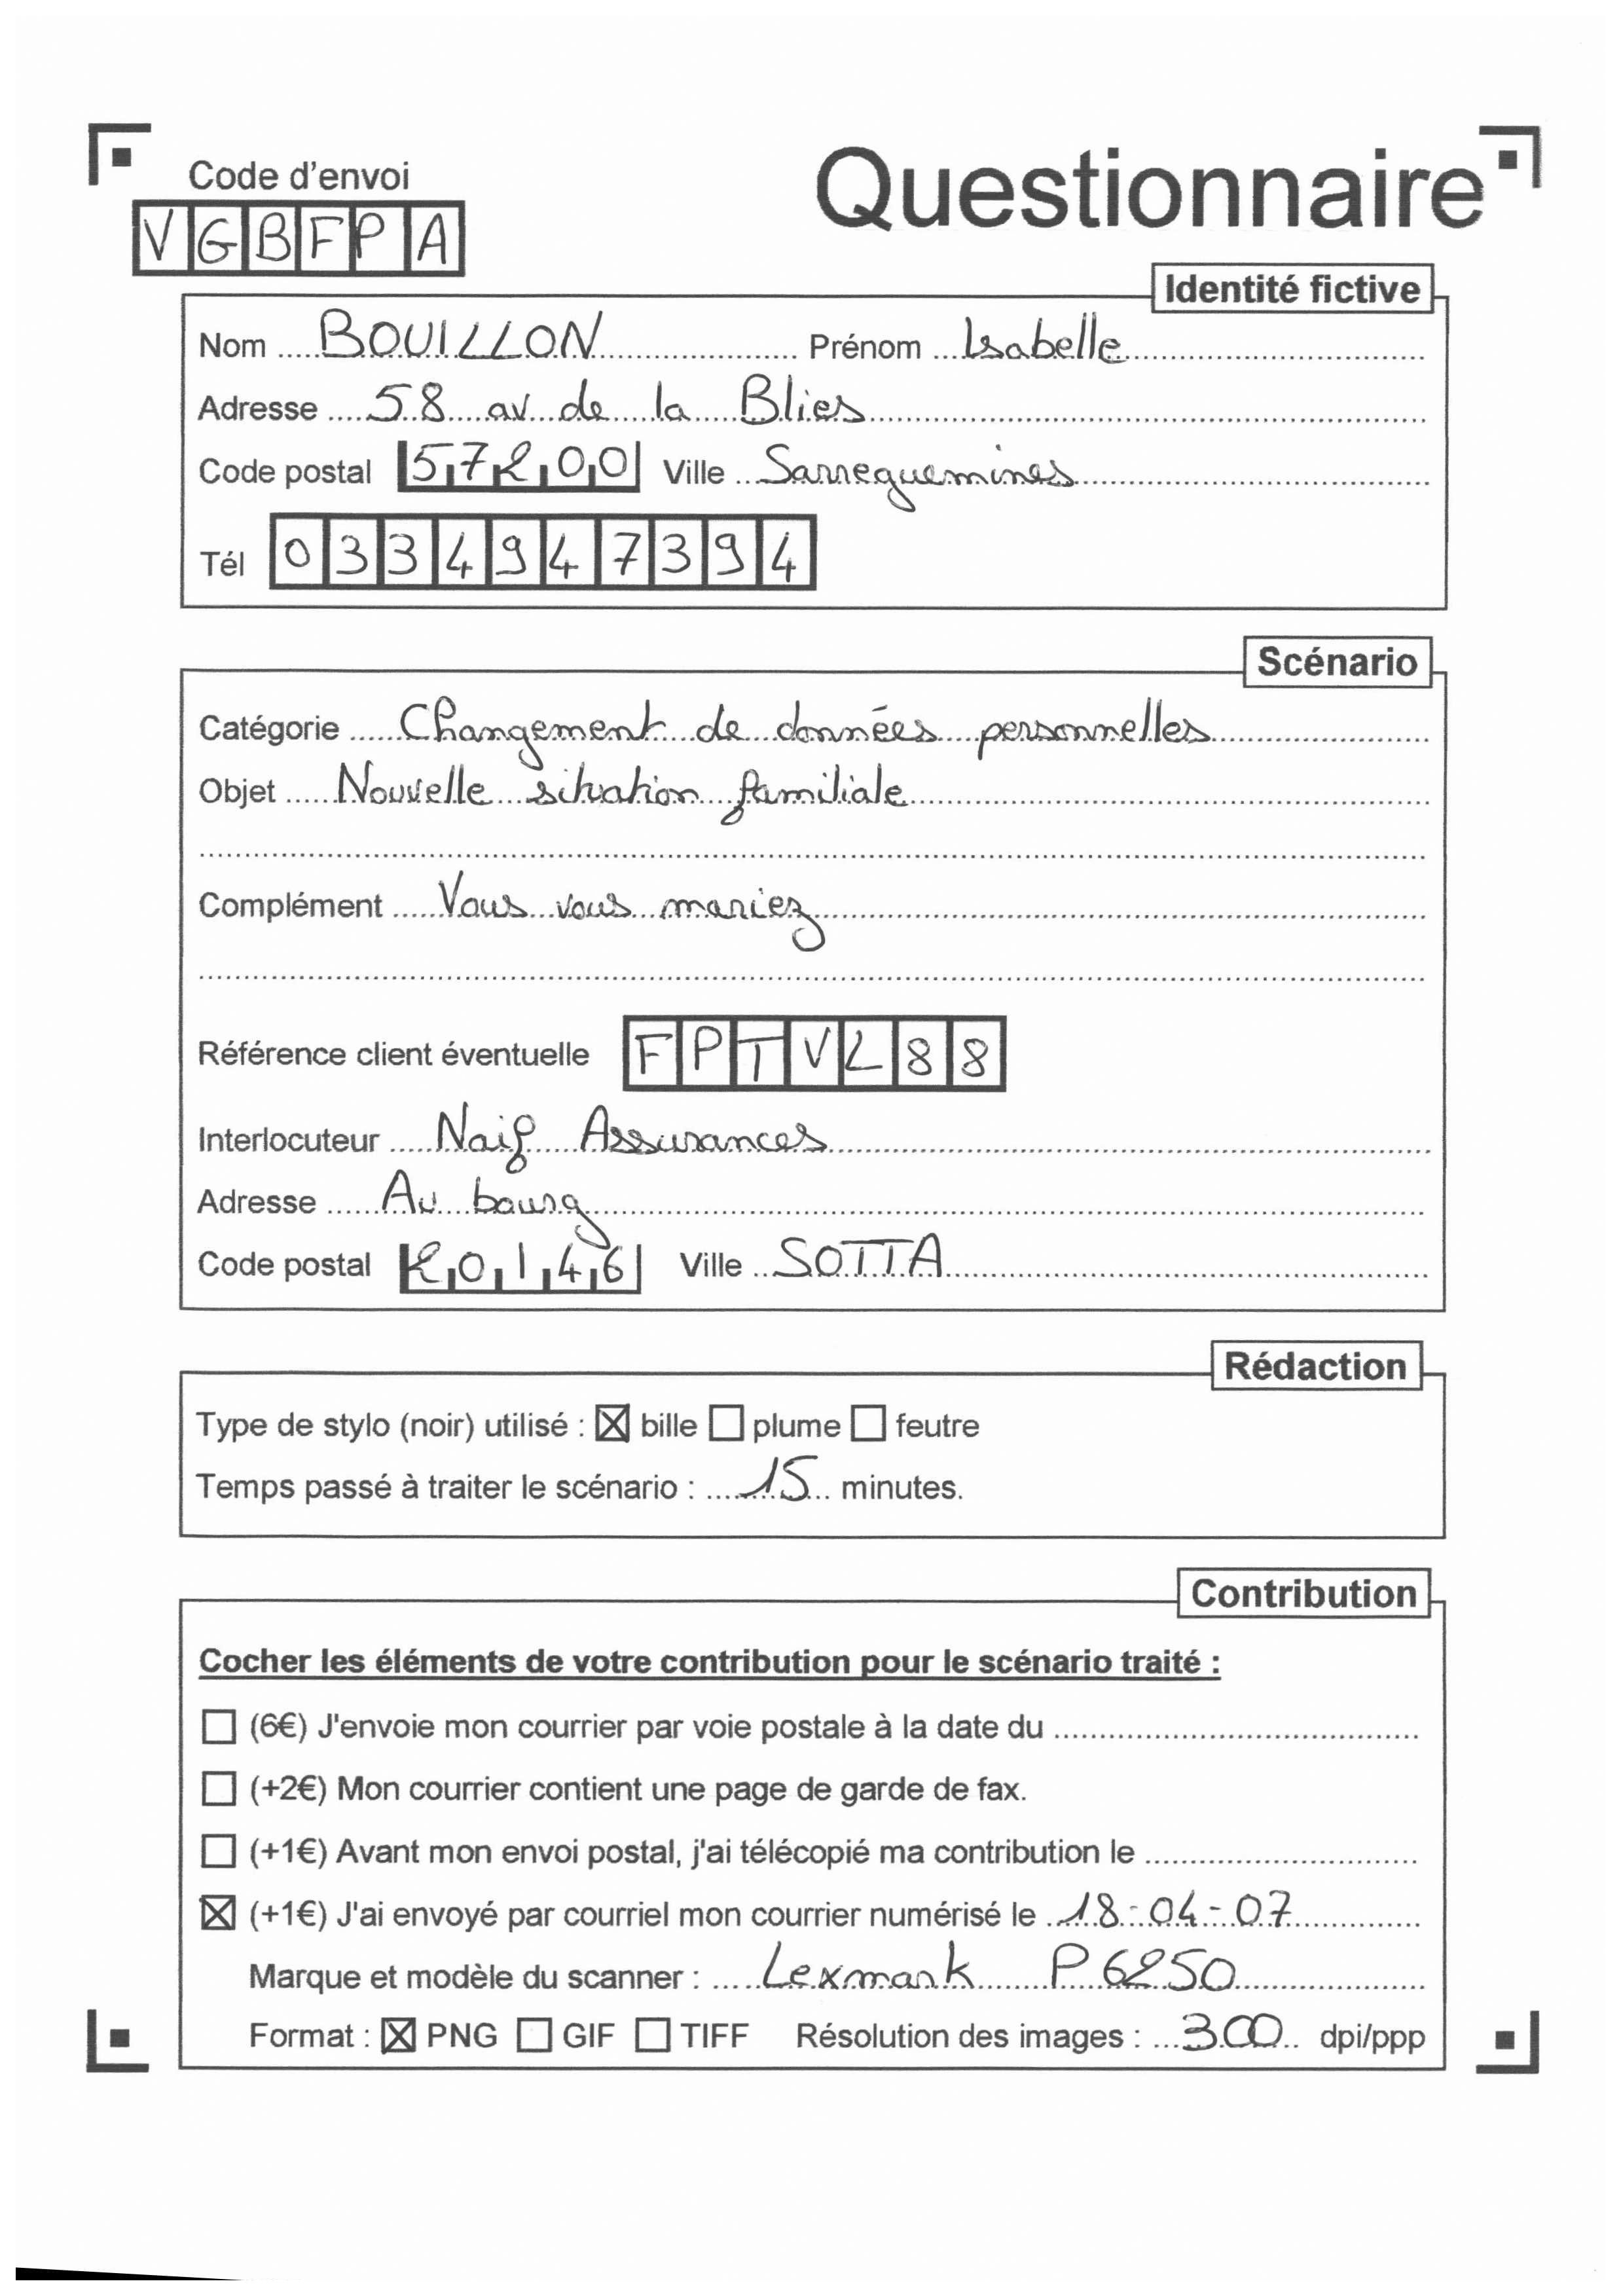 Code d'envoi
VGBFPA
Questionnaire
Identité fictive
Nom BOUILLON Prénom Isabelle
Adresse 58 av de la Blies
Code postal 57200 Ville Sarreguemines
Tél 0334947394
Scénario
Catégorie Changement de données personnelles
Objet Nouvelle situation familiale
Complément Vous vous mariez
Référence client éventuelle FPTVL88
Interlocuteur Naif Assurances
Adresse Au bourg
Code postal 20146 Ville SOTTA
Rédaction
Type de stylo (noir) utilisé : ☒ bille ☐ plume ☐ feutre
Temps passé à traiter le scénario : 15 minutes.
Contribution
Cocher les éléments de votre contribution pour le scénario traité :
☐ (6€) J'envoie mon courrier par voie postale à la date du
☐ (+2€) Mon courrier contient une page de garde de fax.
☐ (+1€) Avant mon envoi postal, j'ai télécopié ma contribution le
☒ (+1€) J'ai envoyé par courriel mon courrier numérisé le 18-04-07
Marque et modèle du scanner : Lexmark P6250
Format : ☒ PNG ☐ GIF ☐ TIFF Résolution des images : 300 dpi/ppp